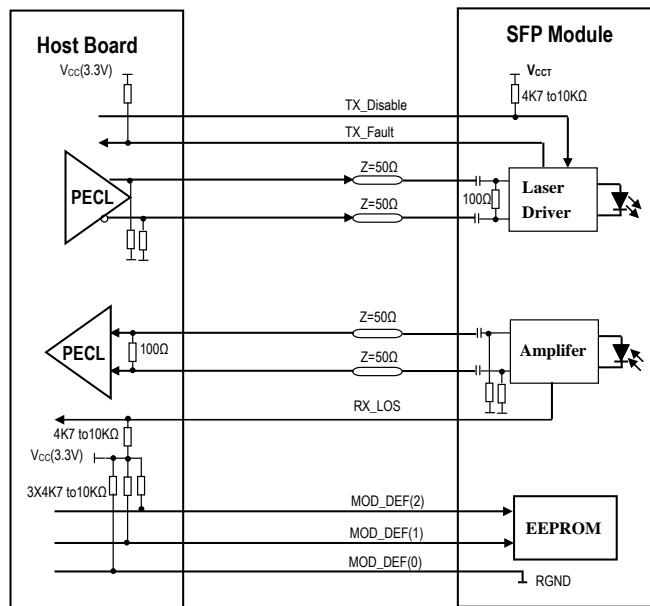 Host Board
SFP Module
VCC(3.3V)
VCCT
4K7 to10KΩ
TX_Disable
TX_Fault
PECL
Z=50Ω
Z=50Ω
100Ω
Laser
Driver
PECL
100Ω
Z=50Ω
Z=50Ω
Amplifer
RX_LOS
4K7 to10KΩ
VCC(3.3V)
3X4K7 to10KΩ
MOD_DEF(2)
MOD_DEF(1)
MOD_DEF(0)
EEPROM
RGND